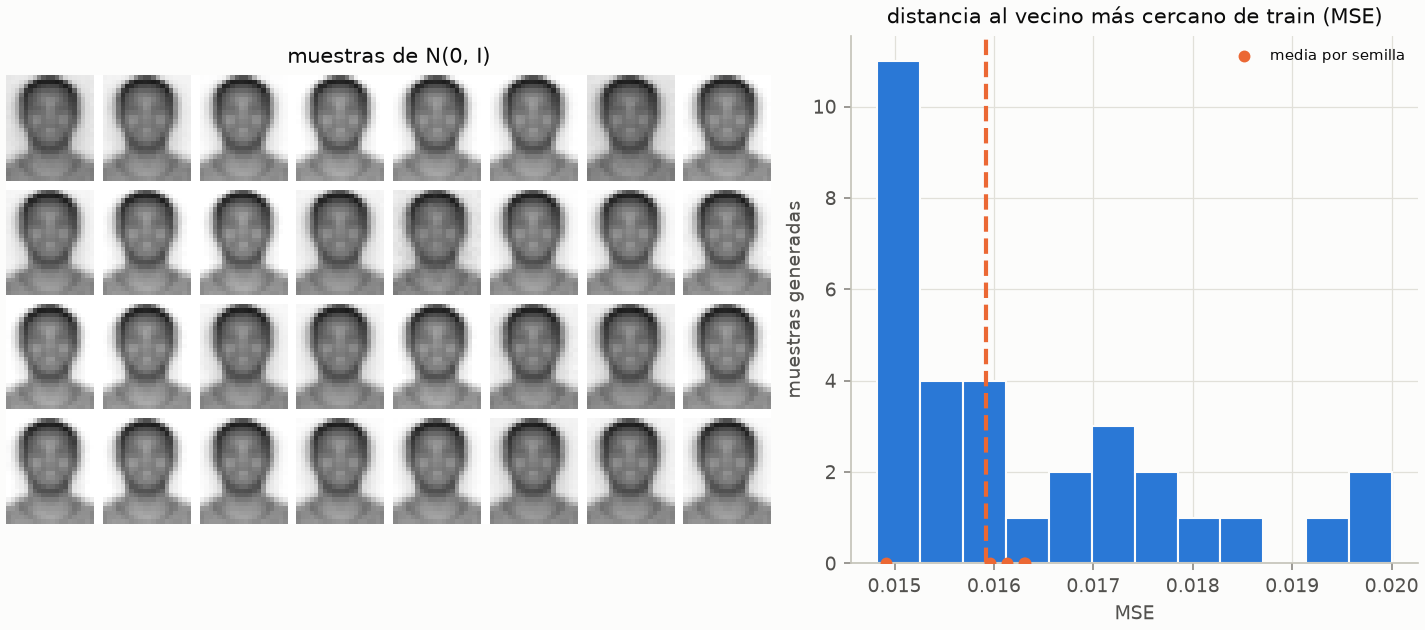 muestras de N(0, I)
distancia al vecino más cercano de train (MSE)
media por semilla
muestras generadas
10
8
6
4
2
0
0.015 0.016 0.017 0.018 0.019 0.020
MSE